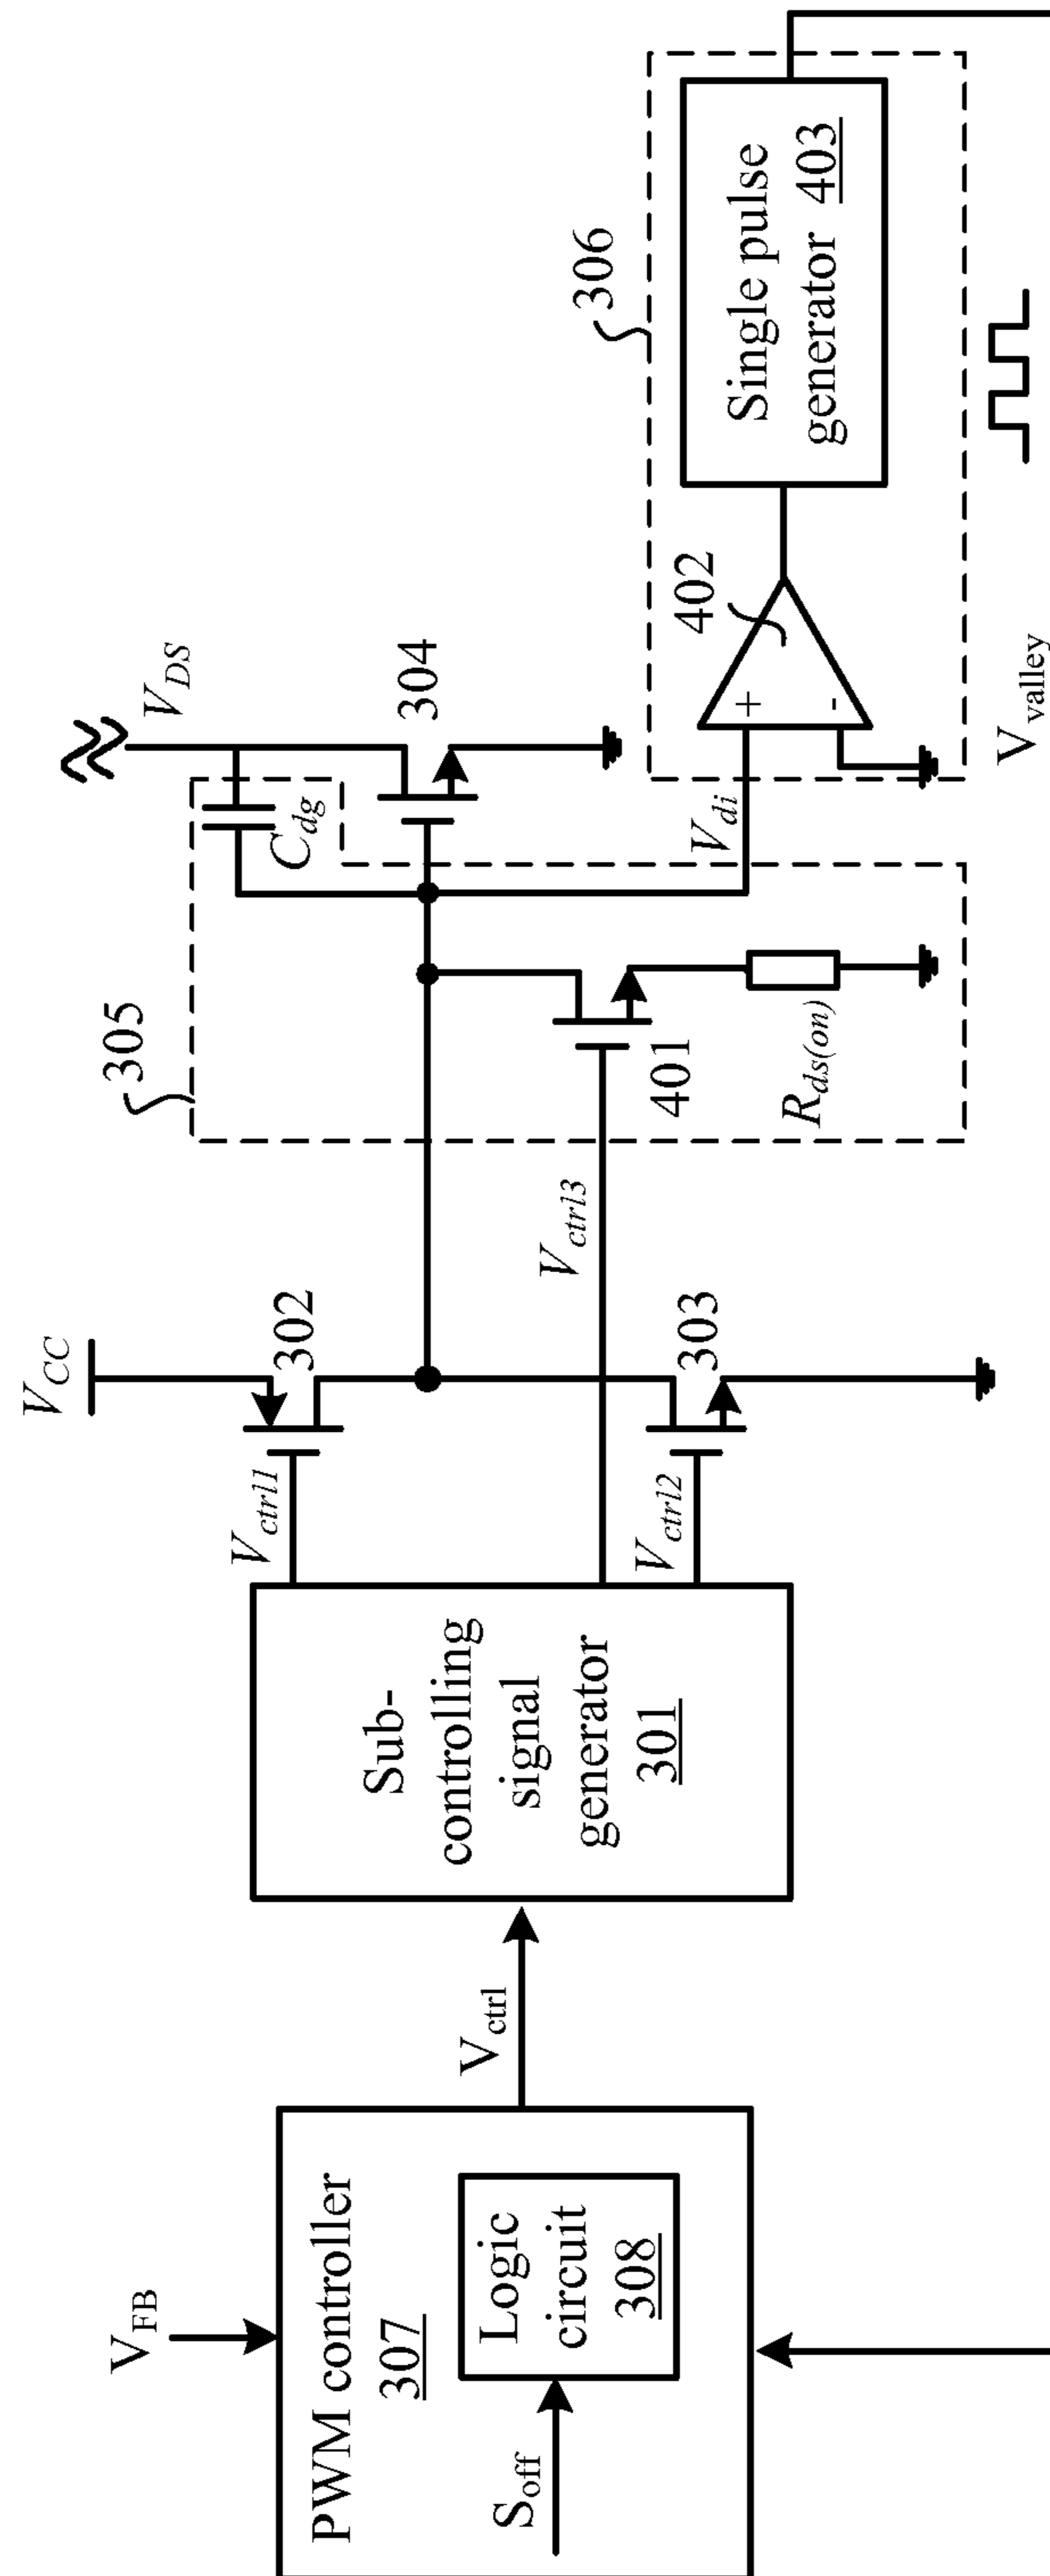 V_FB
PWM controller
307
S_off
Logic
circuit
308
V_ctrl
Sub-
controlling
signal
generator
301
V_ctrl1
V_ctrl3
V_ctrl2
V_CC
302
303
305
401
R_ds(on)
C_dg
V_DS
304
V_di
306
402
+
-
Single pulse
generator 403
V_valley